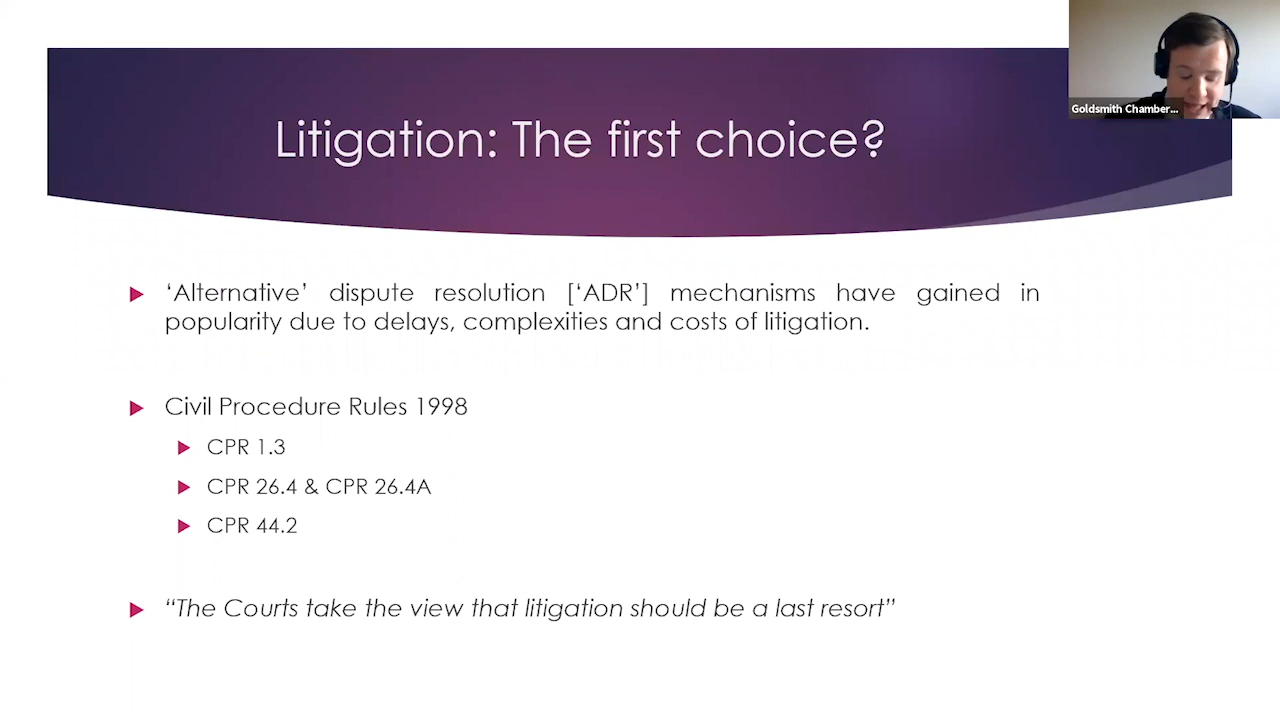 Litigation: The first choice?
Goldsmith Chamber...
‘Alternative’ dispute resolution [‘ADR’] mechanisms have gained in
popularity due to delays, complexities and costs of litigation.
Civil Procedure Rules 1998
CPR 1.3
CPR 26.4 & CPR 26.4A
CPR 44.2
“The Courts take the view that litigation should be a last resort”